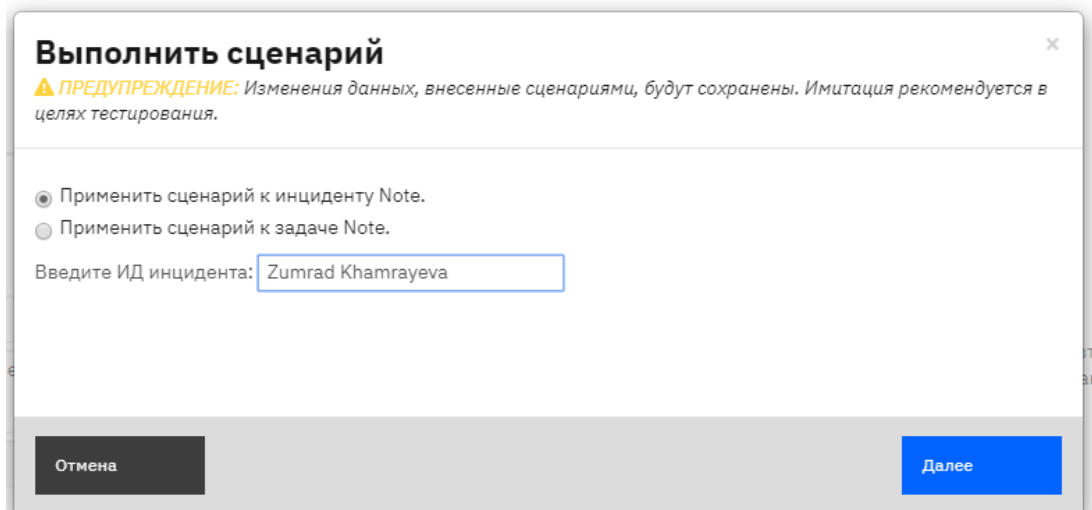 Выполнить сценарий
×
ПРЕДУПРЕЖДЕНИЕ: Изменения данных, внесенные сценариями, будут сохранены. Имитация рекомендуется в
целях тестирования.
Применить сценарий к инциденту Note.
Применить сценарий к задаче Note.
Введите ИД инцидента: Zumrad Khamrayeva
Отмена
Далее